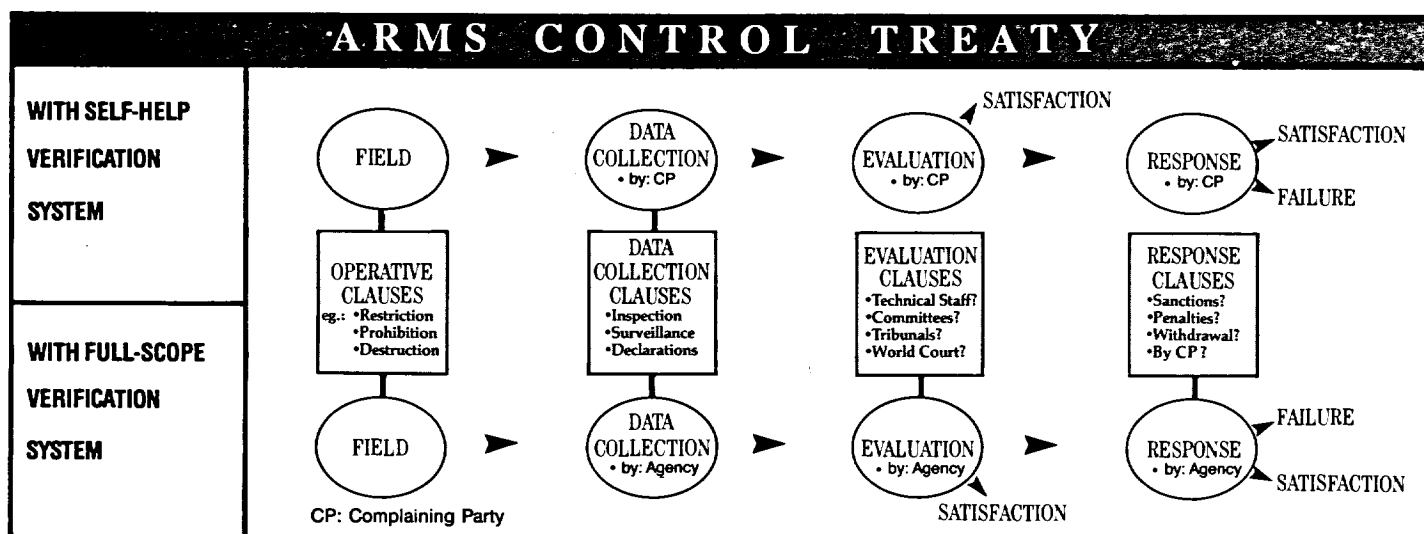 ARMS CONTROL TREATY
WITH SELF-HELP
VERIFICATION
SYSTEM
FIELD
DATA
COLLECTION
• by: CP
EVALUATION
• by: CP
SATISFACTION
RESPONSE
• by: CP
SATISFACTION
FAILURE
OPERATIVE
CLAUSES
eg.: •Restriction
•Prohibition
•Destruction
DATA
COLLECTION
CLAUSES
•Inspection
•Surveillance
•Declarations
EVALUATION
CLAUSES
•Technical Staff?
•Committees?
•Tribunals?
•World Court?
RESPONSE
CLAUSES
•Sanctions?
•Penalties?
•Withdrawal?
•By CP ?
WITH FULL-SCOPE
VERIFICATION
SYSTEM
FIELD
DATA
COLLECTION
• by: Agency
EVALUATION
• by: Agency
SATISFACTION
RESPONSE
• by: Agency
FAILURE
SATISFACTION
CP: Complaining Party